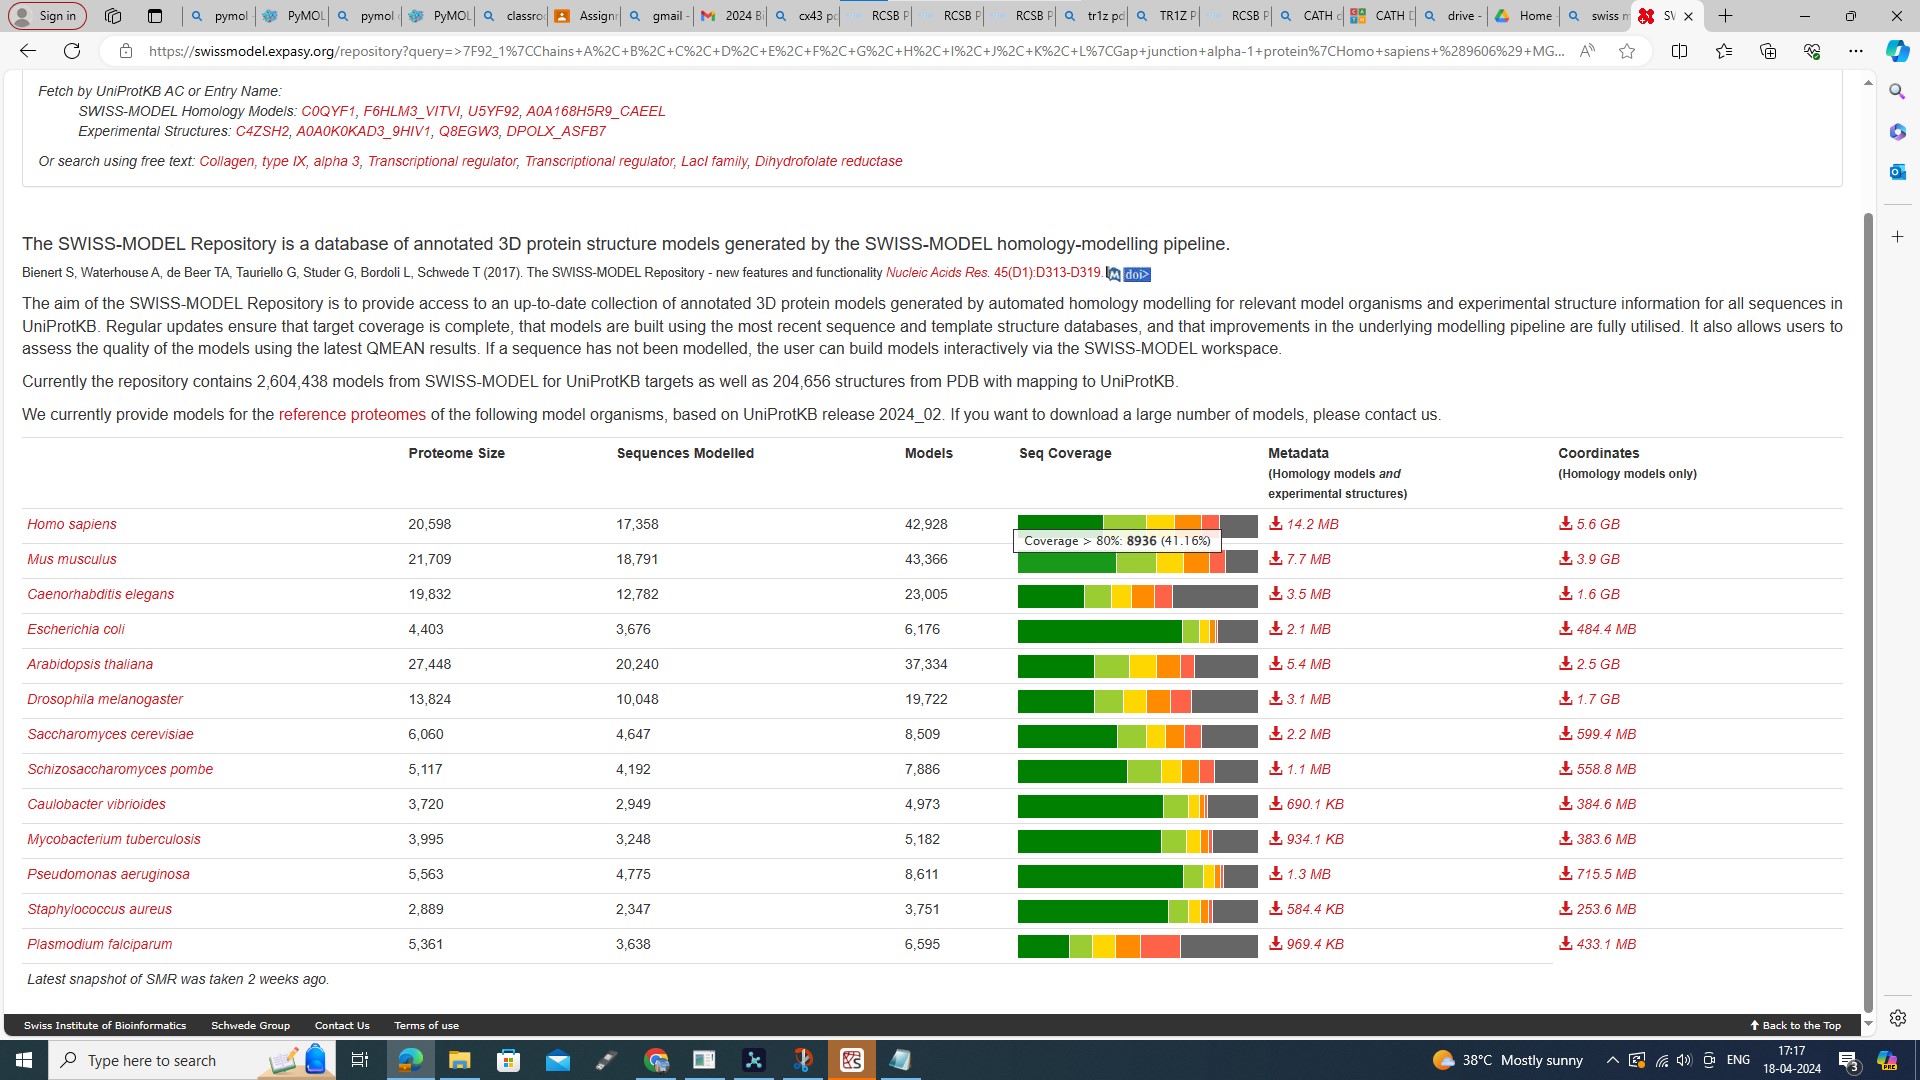 Sign in
pymol
PyMOL
pymol
PyMOL
classroo
Assignm
gmail -
2024 Bi
cx43 pd
RCSB P
RCSB P
RCSB P
tr1z pd
TR1Z P
RCSB P
CATH d
CATH D
drive -
Home
swiss m
https://swissmodel.expasy.org/repository?query=>7F92_1%7CChains+A%2C+B%2C+C%2C+D%2C+E%2C+F%2C+G%2C+H%2C+I%2C+J%2C+K%2C+L%7CGap+junction+alpha-1+protein%7CHomo+sapiens+%289606%29+MG...
Fetch by UniProtKB AC or Entry Name:
SWISS-MODEL Homology Models: C0QYF1, F6HLM3_VITVI, U5YF92, A0A168H5R9_CAEEL
Experimental Structures: C4ZSH2, A0A0K0KAD3_9HIV1, Q8EGW3, DPOLX_ASFB7
Or search using free text: Collagen, type IX, alpha 3, Transcriptional regulator, Transcriptional regulator, LacI family, Dihydrofolate reductase
The SWISS-MODEL Repository is a database of annotated 3D protein structure models generated by the SWISS-MODEL homology-modelling pipeline.
Bienert S, Waterhouse A, de Beer TA, Tauriello G, Studer G, Bordoli L, Schwede T (2017). The SWISS-MODEL Repository - new features and functionality Nucleic Acids Res. 45(D1):D313-D319. doi>
The aim of the SWISS-MODEL Repository is to provide access to an up-to-date collection of annotated 3D protein models generated by automated homology modelling for relevant model organisms and experimental structure information for all sequences in
UniProtKB. Regular updates ensure that target coverage is complete, that models are built using the most recent sequence and template structure databases, and that improvements in the underlying modelling pipeline are fully utilised. It also allows users to
assess the quality of the models using the latest QMEAN results. If a sequence has not been modelled, the user can build models interactively via the SWISS-MODEL workspace.
Currently the repository contains 2,604,438 models from SWISS-MODEL for UniProtKB targets as well as 204,656 structures from PDB with mapping to UniProtKB.
We currently provide models for the reference proteomes of the following model organisms, based on UniProtKB release 2024_02. If you want to download a large number of models, please contact us.
Proteome Size Sequences Modelled Models Seq Coverage Metadata Coordinates
(Homology models and (Homology models only)
experimental structures)
Homo sapiens 20,598 17,358 42,928 14.2 MB 5.6 GB
Coverage > 80%: 8936 (41.16%)
Mus musculus 21,709 18,791 43,366 7.7 MB 3.9 GB
Caenorhabditis elegans 19,832 12,782 23,005 3.5 MB 1.6 GB
Escherichia coli 4,403 3,676 6,176 2.1 MB 484.4 MB
Arabidopsis thaliana 27,448 20,240 37,334 5.4 MB 2.5 GB
Drosophila melanogaster 13,824 10,048 19,722 3.1 MB 1.7 GB
Saccharomyces cerevisiae 6,060 4,647 8,509 2.2 MB 599.4 MB
Schizosaccharomyces pombe 5,117 4,192 7,886 1.1 MB 558.8 MB
Caulobacter vibrioides 3,720 2,949 4,973 690.1 KB 384.6 MB
Mycobacterium tuberculosis 3,995 3,248 5,182 934.1 KB 383.6 MB
Pseudomonas aeruginosa 5,563 4,775 8,611 1.3 MB 715.5 MB
Staphylococcus aureus 2,889 2,347 3,751 584.4 KB 253.6 MB
Plasmodium falciparum 5,361 3,638 6,595 969.4 KB 433.1 MB
Latest snapshot of SMR was taken 2 weeks ago.
Swiss Institute of Bioinformatics Schwede Group Contact Us Terms of use Back to the Top
Type here to search
38°C Mostly sunny
ENG
17:17
18-04-2024
3